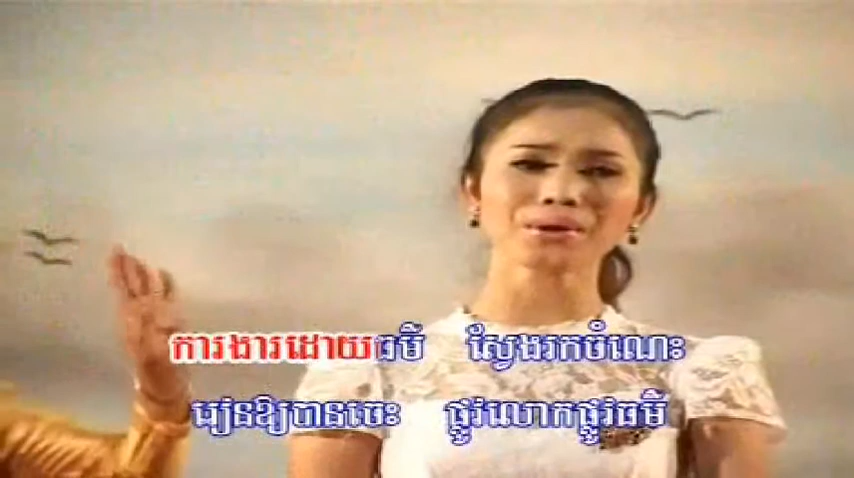 ការងារដោយធម៌ ស្វែងរកចំណេះ
រៀនឱ្យបានចេះ ផ្លូវលោកផ្លូវធម៌